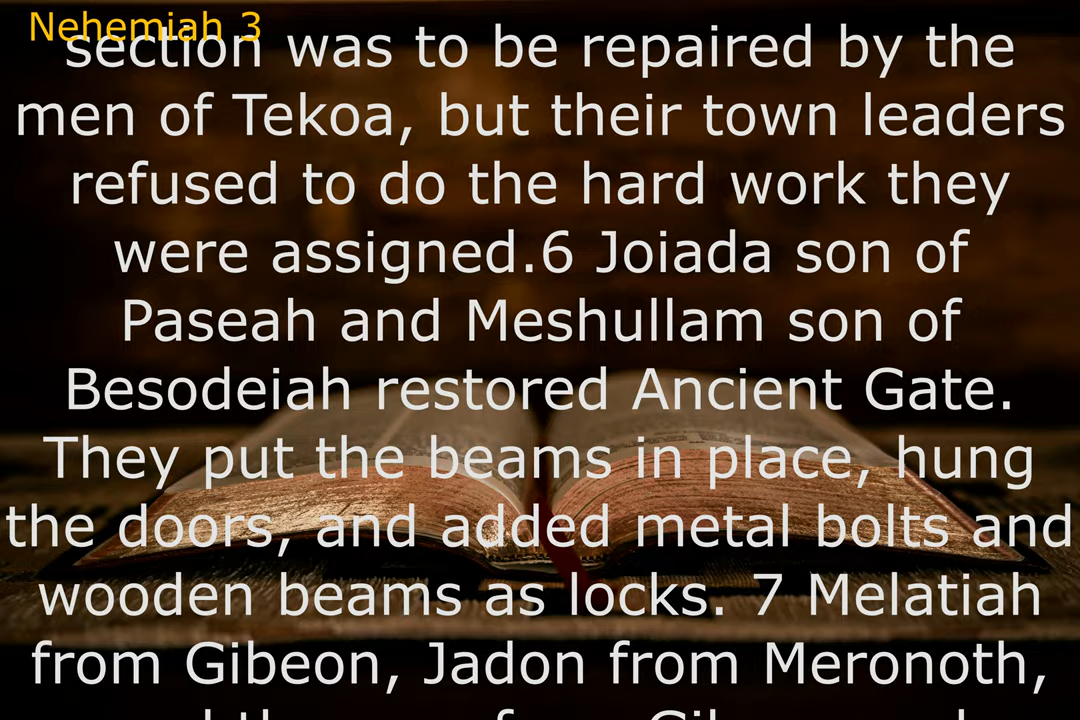 Nehemiah 3
section was to be repaired by the
men of Tekoa, but their town leaders
refused to do the hard work they
were assigned.6 Joiada son of
Paseah and Meshullam son of
Besodeiah restored Ancient Gate.
They put the beams in place, hung
the doors, and added metal bolts and
wooden beams as locks. 7 Melatiah
from Gibeon, Jadon from Meronoth,